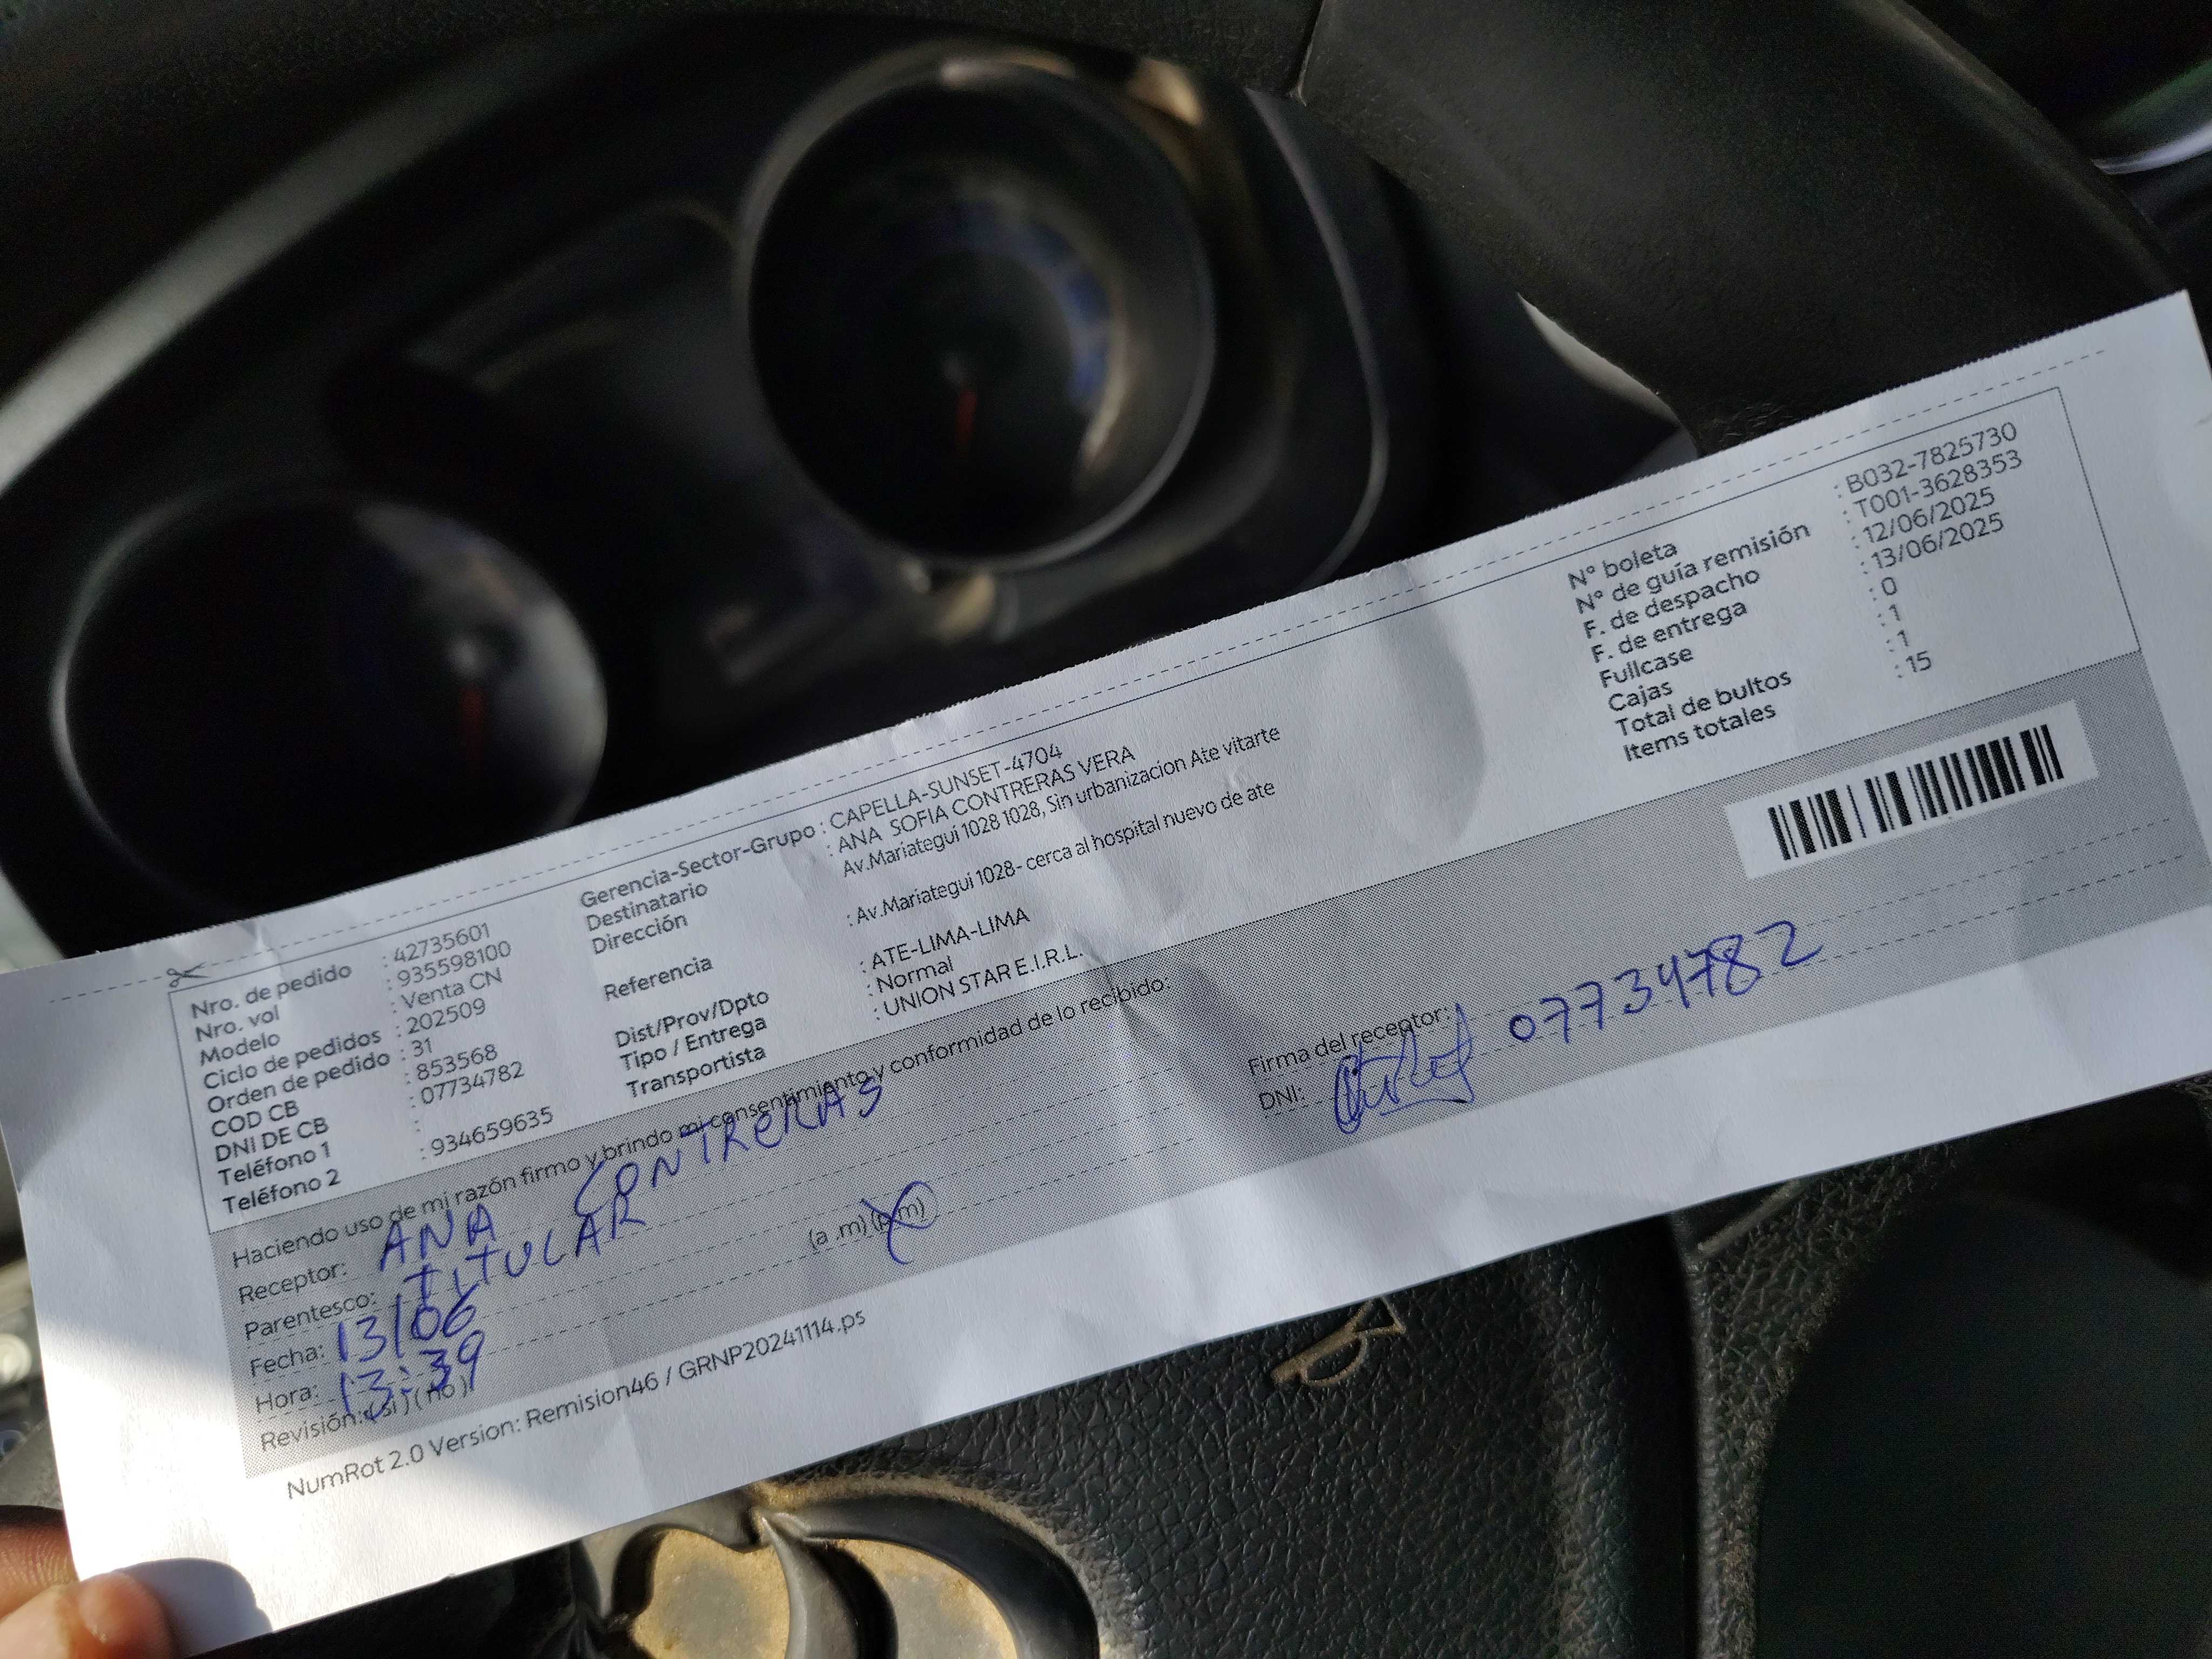 Nro. de pedido : 42735601
Nro. vol : 935598100
Modelo : Venta CN
Ciclo de pedidos : 202509
Orden de pedido : 31
COD CB : 853568
DNI DE CB : 07734782
Teléfono 1 :
Teléfono 2 : 934659635
Gerencia-Sector-Grupo : CAPELLA-SUNSET-4704
Destinatario : ANA SOFIA CONTRERAS VERA
Dirección Av.Mariategui 1028 1028, Sin urbanizacion Ate vitarte
Referencia : Av.Mariategui 1028- cerca al hospital nuevo de ate
Dist/Prov/Dpto : ATE-LIMA-LIMA
Tipo / Entrega : Normal
Transportista : UNION STAR E.I.R.L.
N° boleta : B032-7825730
N° de guía remisión : T001-3628353
F. de despacho : 12/06/2025
F. de entrega : 13/06/2025
Fullcase : 0
Cajas : 1
Total de bultos : 1
Items totales : 15
Haciendo uso de mi razón firmo y brindo mi consentimiento y conformidad de lo recibido:
Receptor: ANA CONTRERAS
Parentesco: TITULAR
Fecha: 13/06
Hora: 13:39 (a .m) (p.m)
Revisión: ( si ) ( no )
Firma del receptor:
DNI: 07734782
NumRot 2.0 Version: Remision46 / GRNP20241114.ps